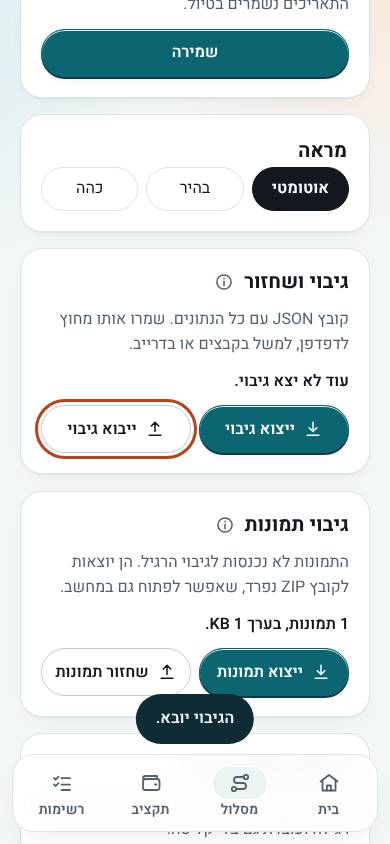 התאריכים נשמרים בטיול.
שמירה
מראה
אוטומטי
בהיר
כהה
גיבוי ושחזור
קובץ JSON עם כל הנתונים. שמרו אותו מחוץ
לדפדפן, למשל בקבצים או בדרייב.
עוד לא יצא גיבוי.
ייצוא גיבוי
ייבוא גיבוי
גיבוי תמונות
התמונות לא נכנסות לגיבוי הרגיל. הן יוצאות
לקובץ ZIP נפרד, שאפשר לפתוח גם במחשב.
1 תמונות, בערך 1 KB.
ייצוא תמונות
שחזור תמונות
הגיבוי יובא.
בית
מסלול
תקציב
רשימות